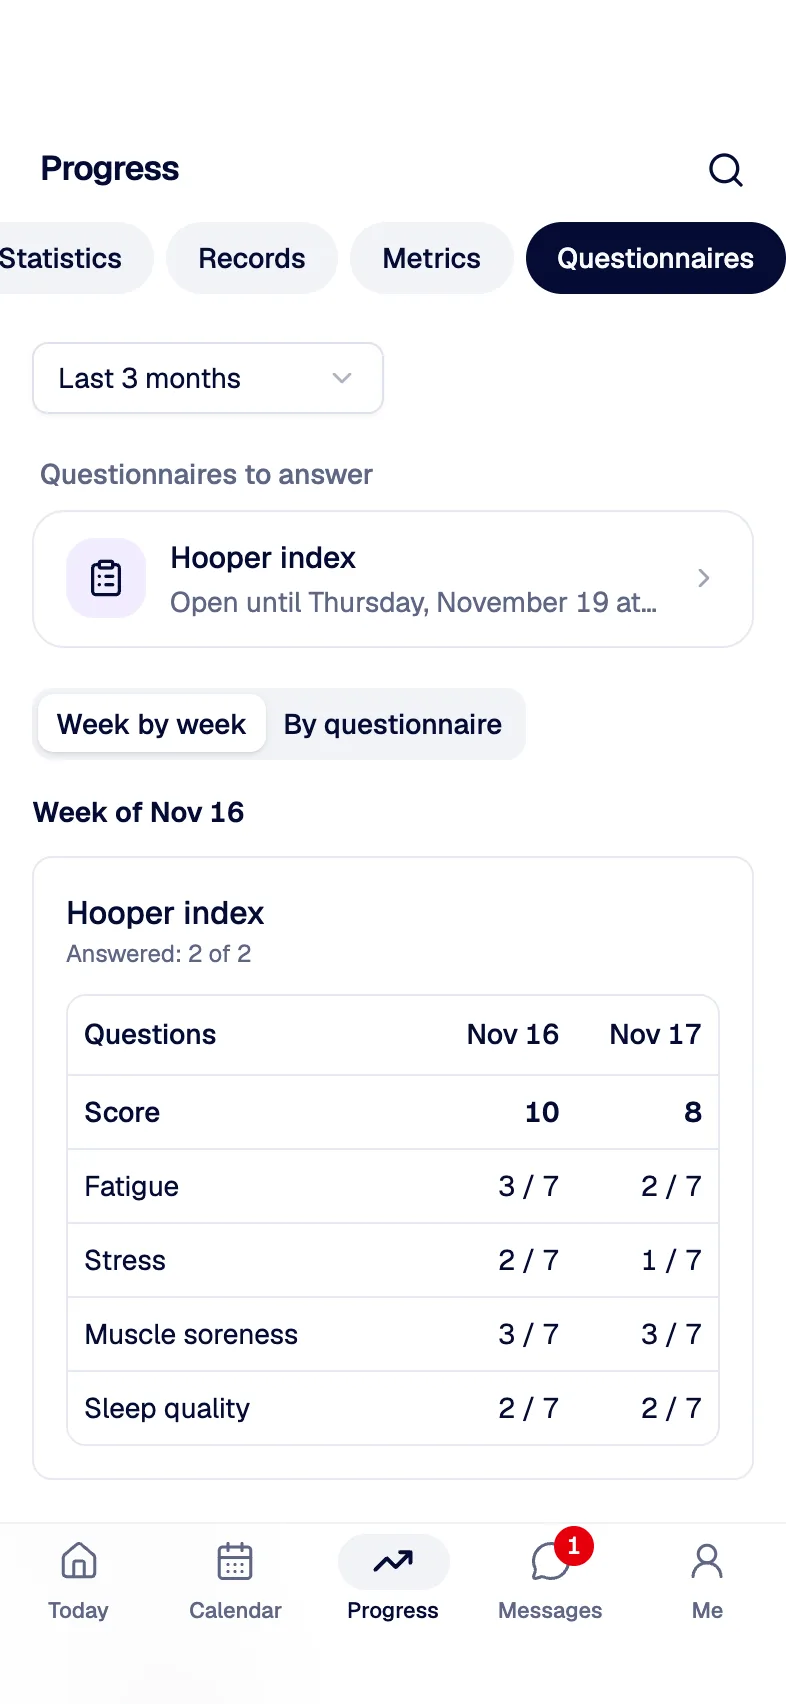 Progress
Statistics Records Metrics Questionnaires
Last 3 months
Questionnaires to answer
Hooper index
Open until Thursday, November 19 at...
Week by week By questionnaire
Week of Nov 16
Hooper index
Answered: 2 of 2
Questions Nov 16 Nov 17
Score 10 8
Fatigue 3 / 7 2 / 7
Stress 2 / 7 1 / 7
Muscle soreness 3 / 7 3 / 7
Sleep quality 2 / 7 2 / 7
1
Today Calendar Progress Messages Me